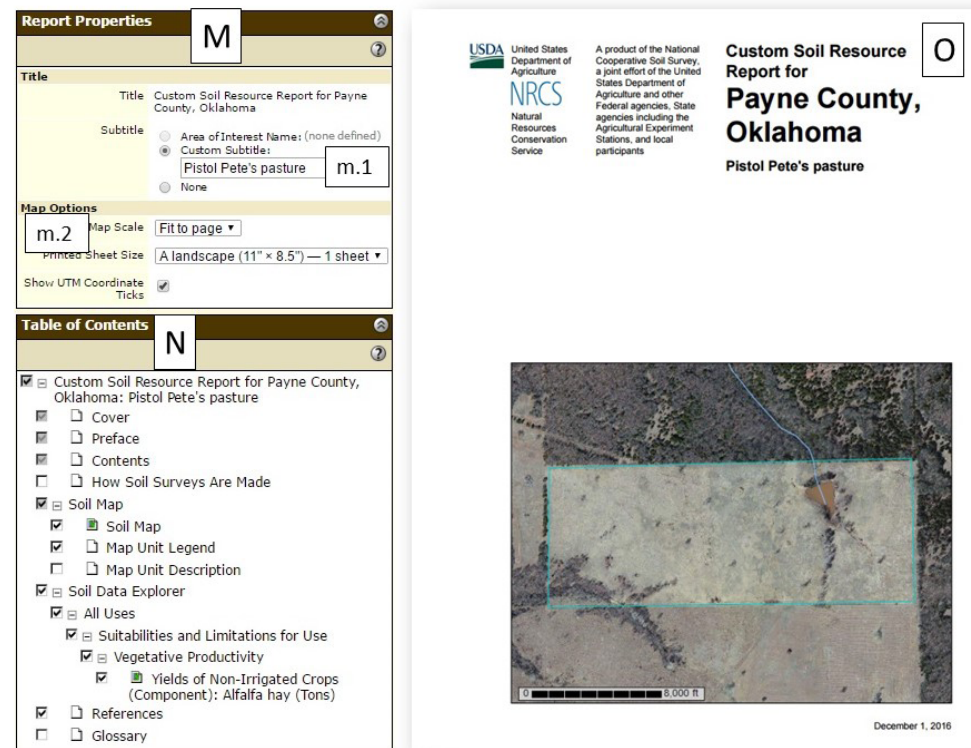 Report Properties
M
Title
Title Custom Soil Resource Report for Payne
County, Oklahoma
Subtitle
Area of Interest Name: (none defined)
Custom Subtitle:
Pistol Pete's pasture
m.1
None
Map Options
m.2
Map Scale Fit to page
Printed Sheet Size A landscape (11" × 8.5") — 1 sheet
Show UTM Coordinate
Ticks
Table of Contents
N
Custom Soil Resource Report for Payne County,
Oklahoma: Pistol Pete's pasture
Cover
Preface
Contents
How Soil Surveys Are Made
Soil Map
Soil Map
Map Unit Legend
Map Unit Description
Soil Data Explorer
All Uses
Suitabilities and Limitations for Use
Vegetative Productivity
Yields of Non-Irrigated Crops
(Component): Alfalfa hay (Tons)
References
Glossary
USDA
United States
Department of
Agriculture
NRCS
Natural
Resources
Conservation
Service
A product of the National
Cooperative Soil Survey,
a joint effort of the United
States Department of
Agriculture and other
Federal agencies, State
agencies including the
Agricultural Experiment
Stations, and local
participants
Custom Soil Resource
Report for
Payne County,
Oklahoma
Pistol Pete's pasture
O
0 8,000 ft
December 1, 2016